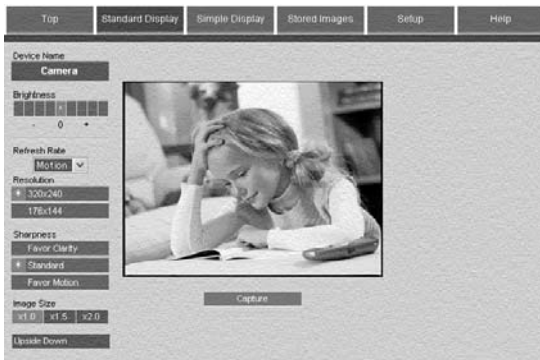 Top Standard Display Simple Display Stored Images Setup Help
Device Name
Camera
Brightness
- 0 +
Refresh Rate
Motion
Resolution
320x240
176x144
Sharpness
Favor Clarity
Standard
Favor Motion
Image Size
x1.0 x1.5 x2.0
Upside Down
Capture